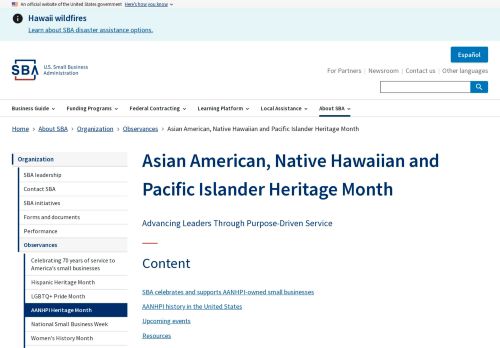 An official website of the United States government Here's how you know
Hawaii wildfires
Learn about SBA disaster assistance options.
Español
SBA U.S. Small Business
Administration
For Partners Newsroom Contact us Other languages
Business Guide Funding Programs Federal Contracting Learning Platform Local Assistance About SBA
Home > About SBA > Organization > Observances > Asian American, Native Hawaiian and Pacific Islander Heritage Month
Organization
SBA leadership
Contact SBA
SBA initiatives
Forms and documents
Performance
Observances
Celebrating 70 years of service to
America's small businesses
Hispanic Heritage Month
LGBTQ+ Pride Month
AANHPI Heritage Month
National Small Business Week
Women's History Month
Asian American, Native Hawaiian and
Pacific Islander Heritage Month
Advancing Leaders Through Purpose-Driven Service
Content
SBA celebrates and supports AANHPI-owned small businesses
AANHPI history in the United States
Upcoming events
Resources